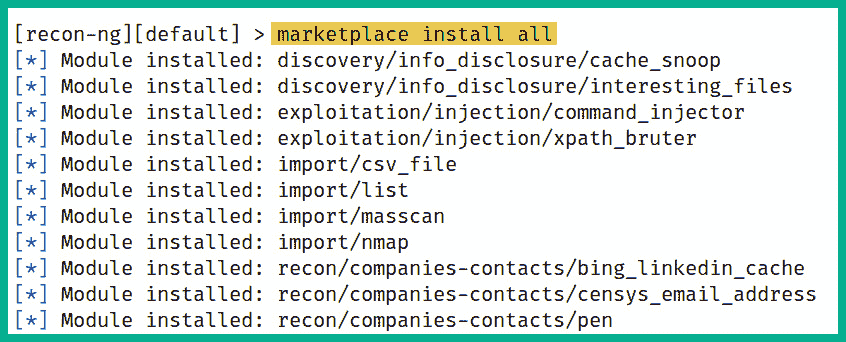 [recon-ng][default] > marketplace install all
[*] Module installed: discovery/info_disclosure/cache_snoop
[*] Module installed: discovery/info_disclosure/interesting_files
[*] Module installed: exploitation/injection/command_injector
[*] Module installed: exploitation/injection/xpath_bruter
[*] Module installed: import/csv_file
[*] Module installed: import/list
[*] Module installed: import/masscan
[*] Module installed: import/nmap
[*] Module installed: recon/companies-contacts/bing_linkedin_cache
[*] Module installed: recon/companies-contacts/censys_email_address
[*] Module installed: recon/companies-contacts/pen